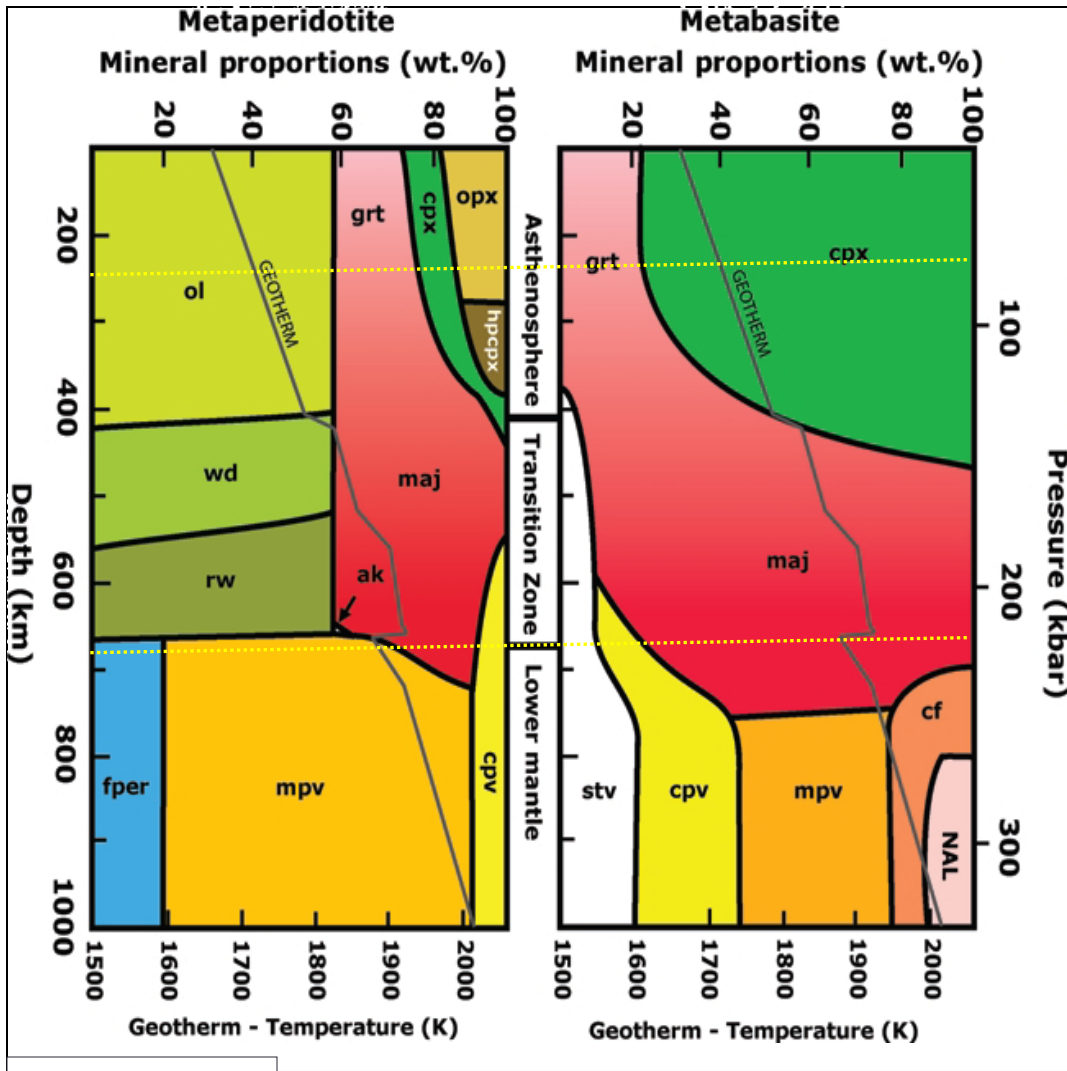 Metaperidotite
Mineral proportions (wt.%)
20 40 60 80 100
Metabasite
Mineral proportions (wt.%)
20 40 60 80 100
Depth (km)
200
400
600
800
1000
ol
GEOTHERM
grt
cpx
opx
hpcpx
wd
maj
rw
ak
fper
mpv
cpv
Asthenosphere
Transition Zone
Lower mantle
grt
cpx
GEOTHERM
maj
stv
cpv
mpv
cf
NAL
100
200
300
Pressure (kbar)
1500 1600 1700 1800 1900 2000
Geotherm - Temperature (K)
1500 1600 1700 1800 1900 2000
Geotherm - Temperature (K)